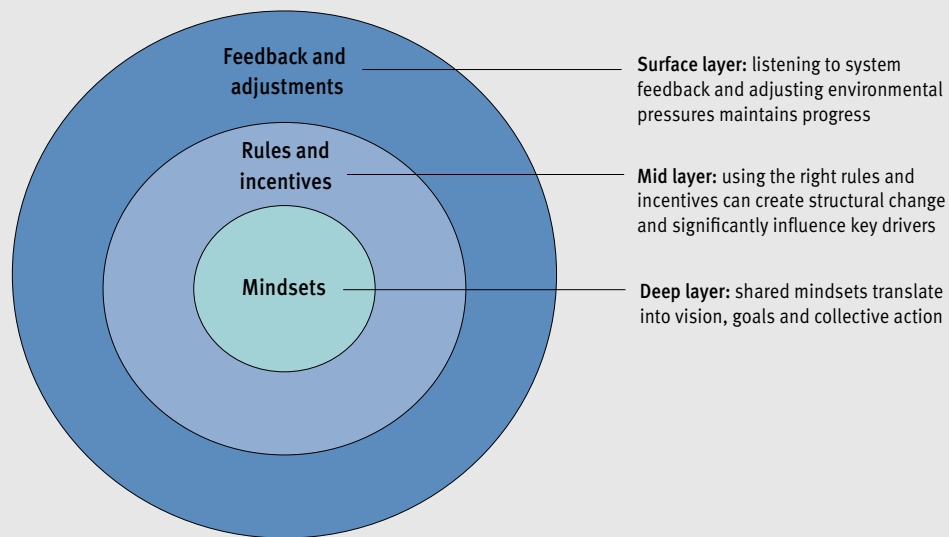 Feedback and
adjustments
Surface layer: listening to system
feedback and adjusting environmental
pressures maintains progress
Rules and
incentives
Mid layer: using the right rules and
incentives can create structural change
and significantly influence key drivers
Mindsets
Deep layer: shared mindsets translate
into vision, goals and collective action